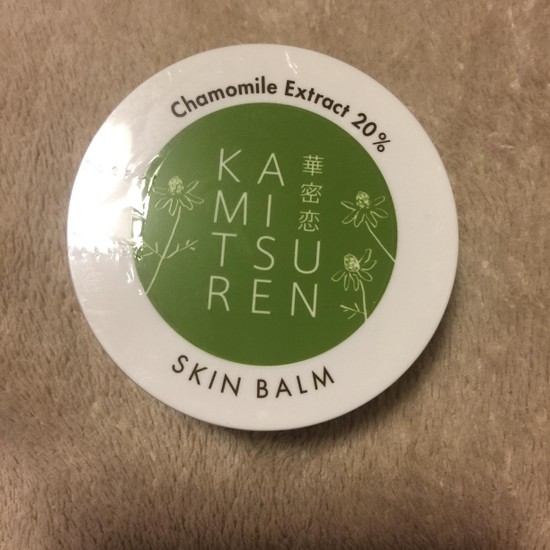 Chamomile Extract 20%
KA
MI
TSU
REN
華密恋
SKIN BALM